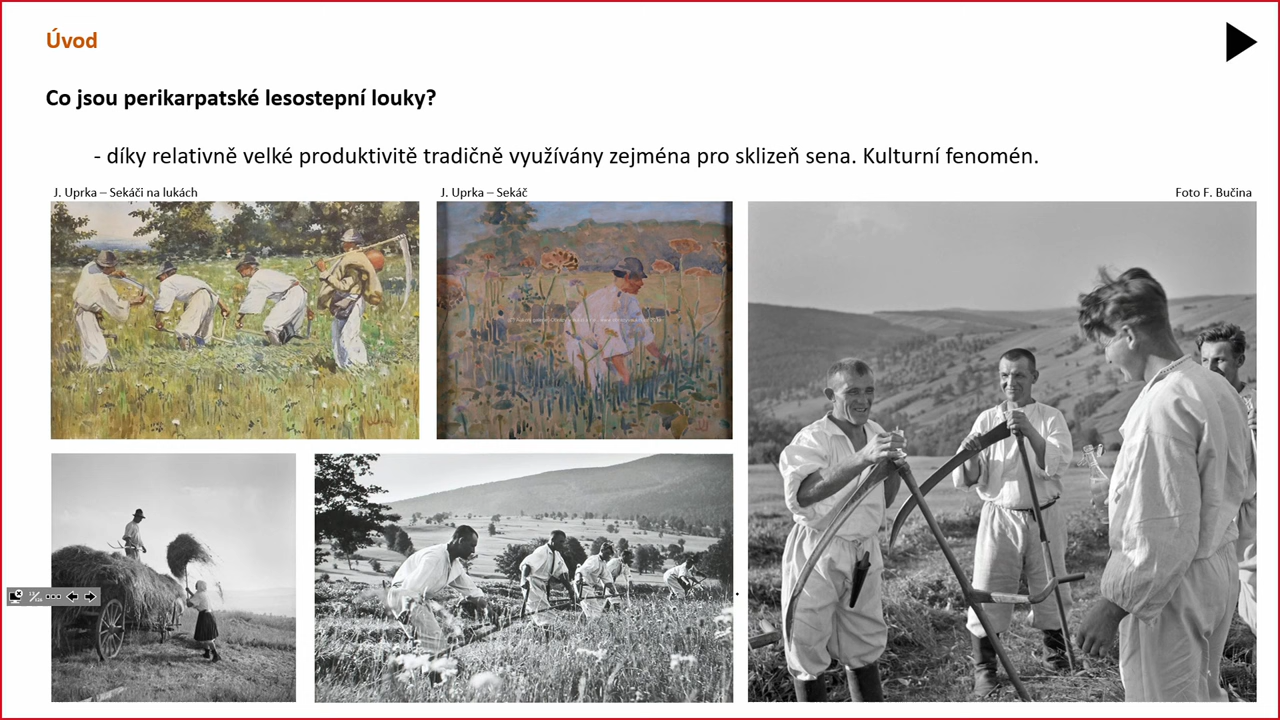 Úvod
Co jsou perikarpatské lesostepní louky?
- díky relativně velké produktivitě tradičně využívány zejména pro sklizeň sena. Kulturní fenomén.
J. Uprka – Sekáči na lukách
J. Uprka – Sekáč
Foto F. Bučina